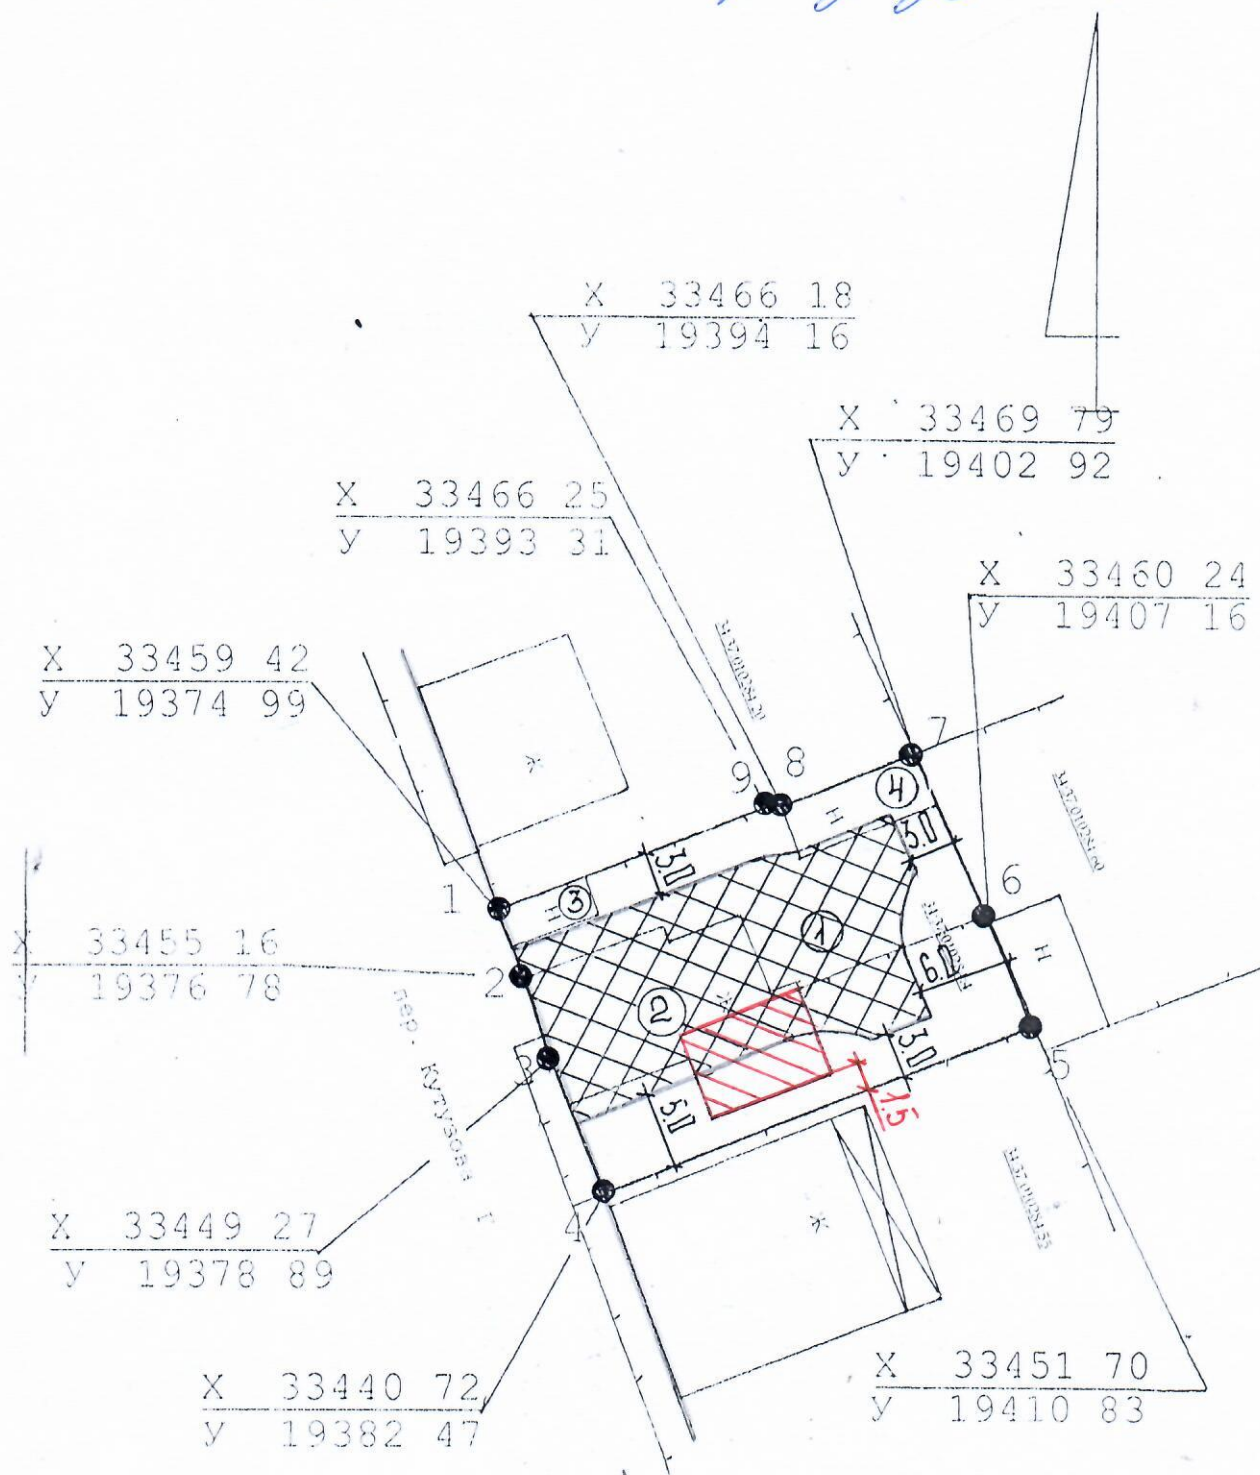 X 33466 18
У 19394 16
X 33469 79
У 19402 92
X 33466 25
У 19393 31
X 33460 24
У 19407 16
X 33459 42
У 19374 99
7
8
9
4
Н
3.0
6
1
3
Н
3.0
1
X 33455 16
У 19376 78
2
6.0
Н
2
Ж
Ж
3
3.0
5
1.5
5.0
пер. Кутузова Г
4
Ж
X 33449 27
У 19378 89
X 33451 70
У 19410 83
X 33440 72
У 19382 47